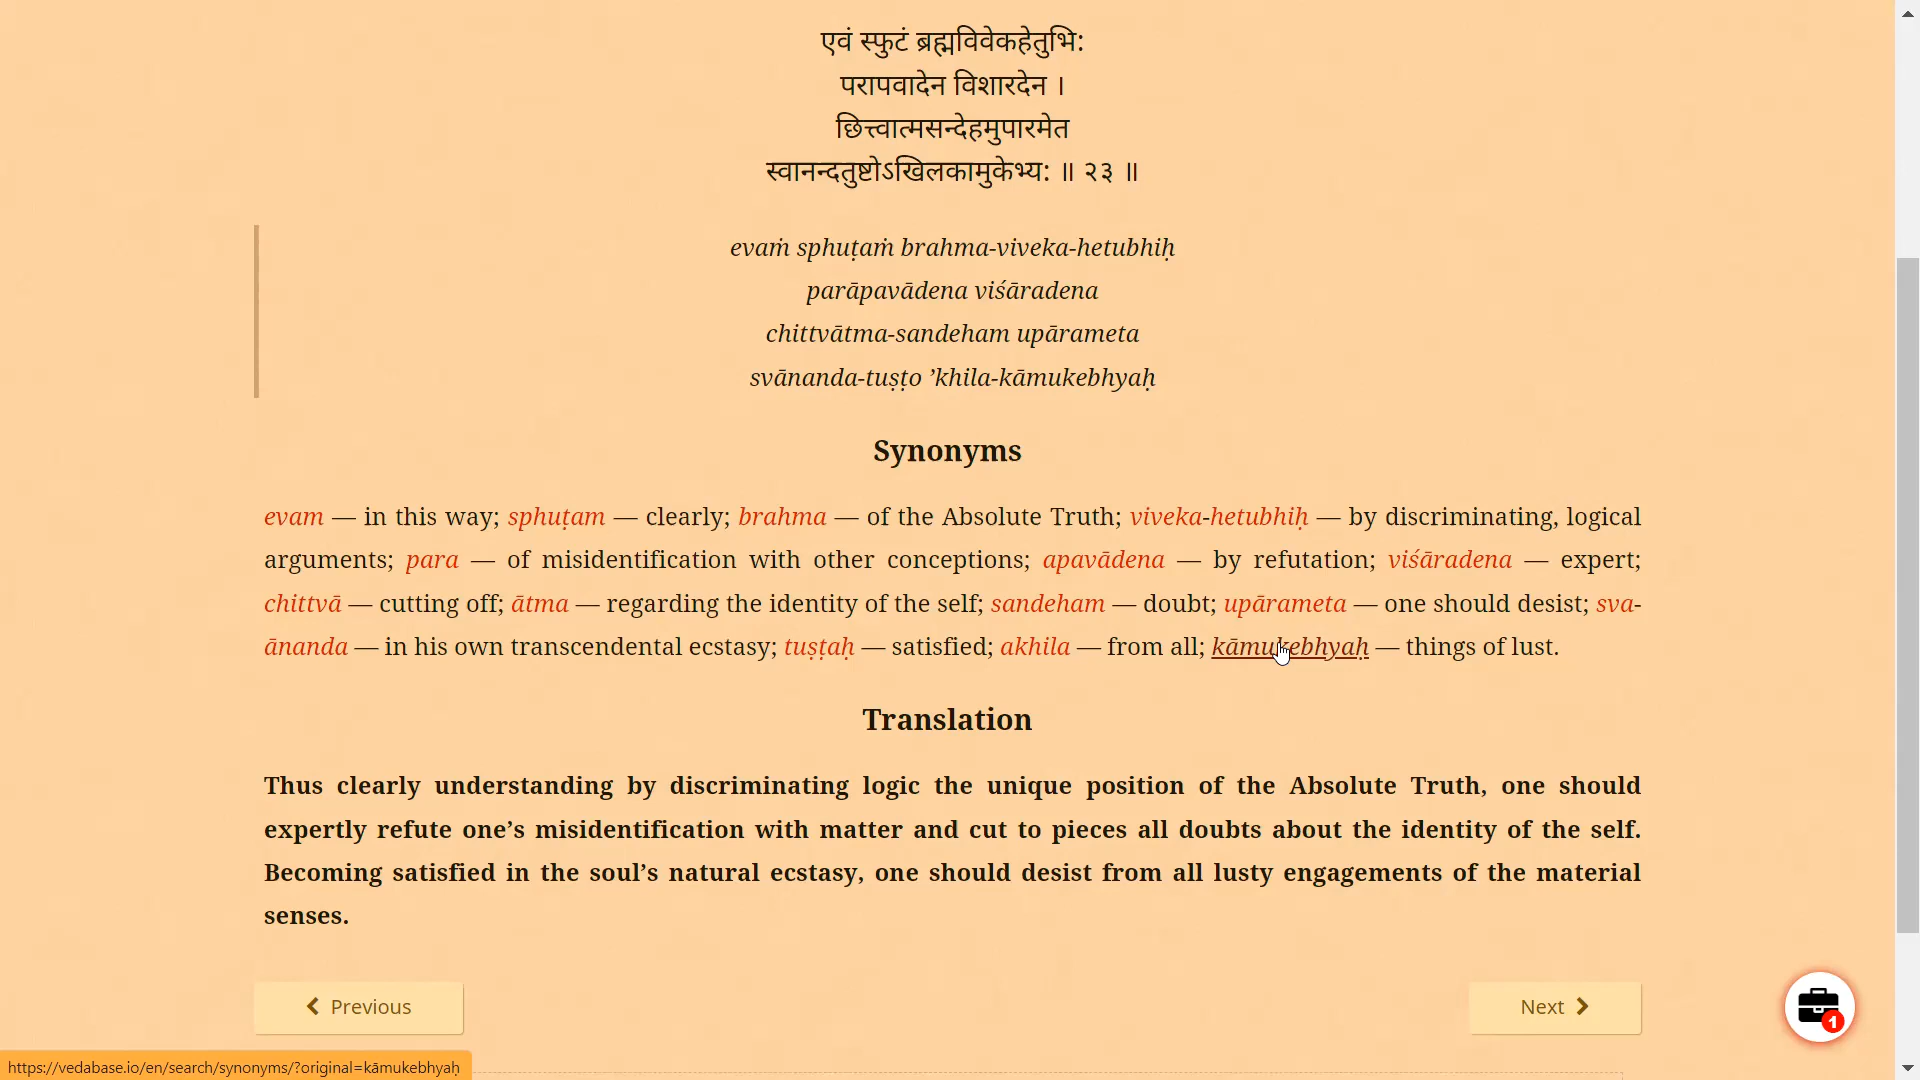 एवं स्फुटं ब्रह्मविवेकहेतुभि:
परापवादेन विशारदेन ।
छित्त्वात्मसन्देहमुपारमेत
स्वानन्दतुष्टोऽखिलकामुकेभ्य: ॥ २३ ॥
evaṁ sphuṭaṁ brahma-viveka-hetubhiḥ
parāpavādena viśāradena
chittvātma-sandeham upārameta
svānanda-tuṣṭo ’khila-kāmukebhyaḥ
Synonyms
evam — in this way; sphuṭam — clearly; brahma — of the Absolute Truth; viveka-hetubhiḥ — by discriminating, logical
arguments; para — of misidentification with other conceptions; apavādena — by refutation; viśāradena — expert;
chittvā — cutting off; ātma — regarding the identity of the self; sandeham — doubt; upārameta — one should desist; sva-
ānanda — in his own transcendental ecstasy; tuṣṭaḥ — satisfied; akhila — from all; kāmukebhyaḥ — things of lust.
Translation
Thus clearly understanding by discriminating logic the unique position of the Absolute Truth, one should
expertly refute one’s misidentification with matter and cut to pieces all doubts about the identity of the self.
Becoming satisfied in the soul’s natural ecstasy, one should desist from all lusty engagements of the material
senses.
Previous
Next
1
https://vedabase.io/en/search/synonyms/?original=kāmukebhyaḥ